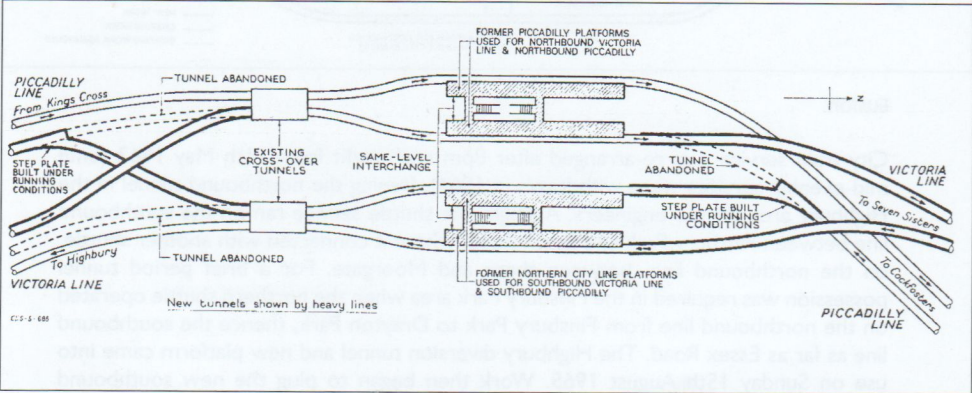 FORMER PICCADILLY PLATFORMS
USED FOR NORTHBOUND VICTORIA
LINE & NORTHBOUND PICCADILLY
PICCADILLY
LINE
From Kings Cross
TUNNEL ABANDONED
Z
STEP PLATE
BUILT UNDER
RUNNING
CONDITIONS
EXISTING
CROSS-OVER
TUNNELS
SAME-LEVEL
INTERCHANGE
TUNNEL
ABANDONED
VICTORIA
LINE
To Seven Sisters
STEP PLATE BUILT
UNDER RUNNING
CONDITIONS
To Highbury
VICTORIA LINE
TUNNEL ABANDONED
FORMER NORTHERN CITY LINE PLATFORMS
USED FOR SOUTHBOUND VICTORIA LINE
& SOUTHBOUND PICCADILLY
To Cockfosters
PICCADILLY
LINE
New tunnels shown by heavy lines